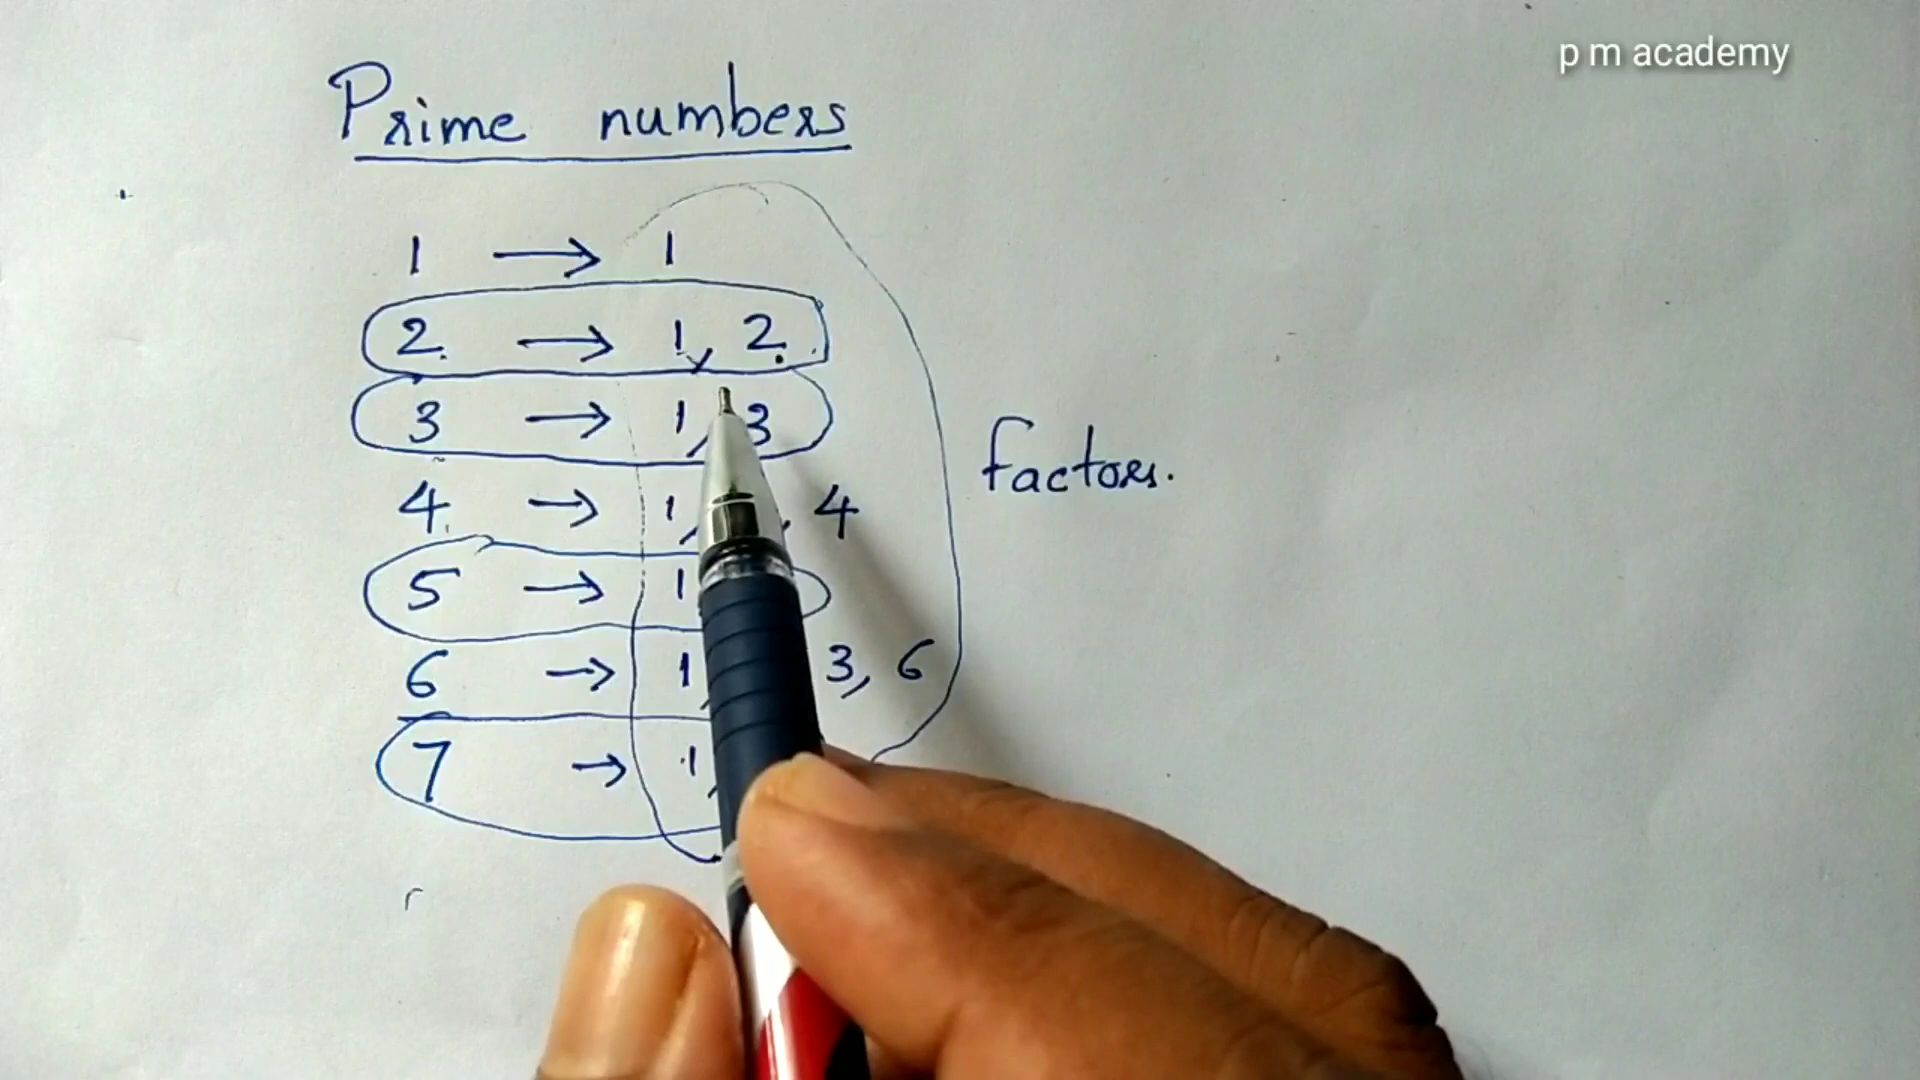 p m academy
Prime numbers
1 → 1
2 → 1, 2
3 → 1, 3
4 → 1, , 4
5 → 1
6 → 1, 3, 6
7 → 1,
factors.